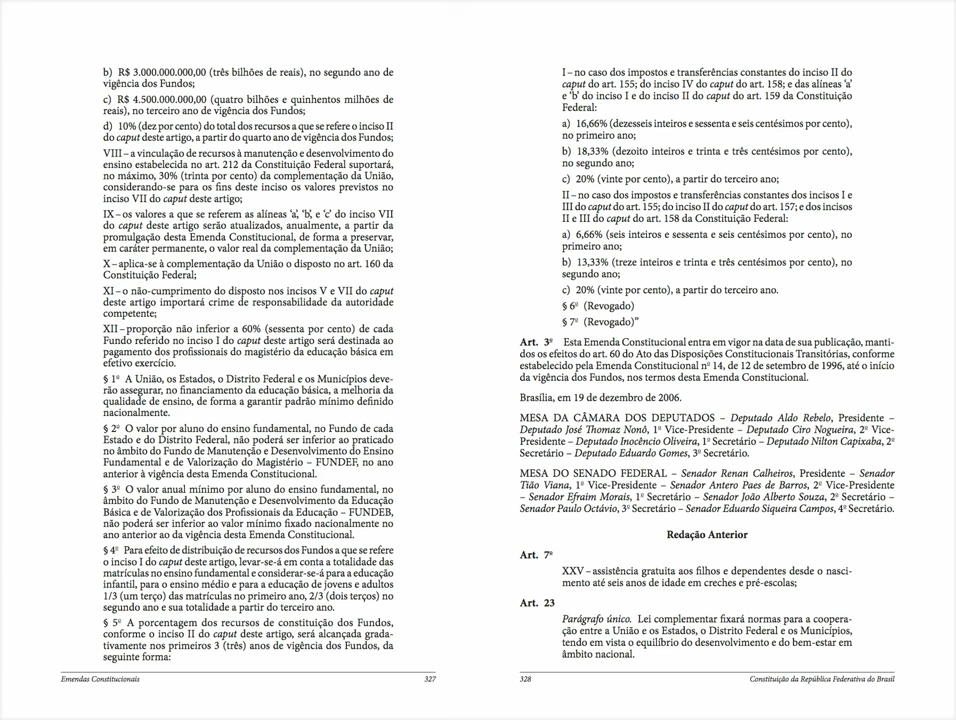 b) R$ 3.000.000.000,00 (três bilhões de reais), no segundo ano de
vigência dos Fundos;
c) R$ 4.500.000.000,00 (quatro bilhões e quinhentos milhões de
reais), no terceiro ano de vigência dos Fundos;
d) 10% (dez por cento) do total dos recursos a que se refere o inciso II
do caput deste artigo, a partir do quarto ano de vigência dos Fundos;
VIII – a vinculação de recursos à manutenção e desenvolvimento do
ensino estabelecida no art. 212 da Constituição Federal suportará,
no máximo, 30% (trinta por cento) da complementação da União,
considerando-se para os fins deste inciso os valores previstos no
inciso VII do caput deste artigo;
IX – os valores a que se referem as alíneas ‘a’, ‘b’, e ‘c’ do inciso VII
do caput deste artigo serão atualizados, anualmente, a partir da
promulgação desta Emenda Constitucional, de forma a preservar,
em caráter permanente, o valor real da complementação da União;
X – aplica-se à complementação da União o disposto no art. 160 da
Constituição Federal;
XI – o não-cumprimento do disposto nos incisos V e VII do caput
deste artigo importará crime de responsabilidade da autoridade
competente;
XII – proporção não inferior a 60% (sessenta por cento) de cada
Fundo referido no inciso I do caput deste artigo será destinada ao
pagamento dos profissionais do magistério da educação básica em
efetivo exercício.
§ 1º A União, os Estados, o Distrito Federal e os Municípios deve-
rão assegurar, no financiamento da educação básica, a melhoria da
qualidade de ensino, de forma a garantir padrão mínimo definido
nacionalmente.
§ 2º O valor por aluno do ensino fundamental, no Fundo de cada
Estado e do Distrito Federal, não poderá ser inferior ao praticado
no âmbito do Fundo de Manutenção e Desenvolvimento do Ensino
Fundamental e de Valorização do Magistério – FUNDEF, no ano
anterior à vigência desta Emenda Constitucional.
§ 3º O valor anual mínimo por aluno do ensino fundamental, no
âmbito do Fundo de Manutenção e Desenvolvimento da Educação
Básica e de Valorização dos Profissionais da Educação – FUNDEB,
não poderá ser inferior ao valor mínimo fixado nacionalmente no
ano anterior ao da vigência desta Emenda Constitucional.
§ 4º Para efeito de distribuição de recursos dos Fundos a que se refere
o inciso I do caput deste artigo, levar-se-á em conta a totalidade das
matrículas no ensino fundamental e considerar-se-á para a educação
infantil, para o ensino médio e para a educação de jovens e adultos
1/3 (um terço) das matrículas no primeiro ano, 2/3 (dois terços) no
segundo ano e sua totalidade a partir do terceiro ano.
§ 5º A porcentagem dos recursos de constituição dos Fundos,
conforme o inciso II do caput deste artigo, será alcançada grada-
tivamente nos primeiros 3 (três) anos de vigência dos Fundos, da
seguinte forma:
Emendas Constitucionais 327
I – no caso dos impostos e transferências constantes do inciso II do
caput do art. 155; do inciso IV do caput do art. 158; e das alíneas ‘a’
e ‘b’ do inciso I e do inciso II do caput do art. 159 da Constituição
Federal:
a) 16,66% (dezesseis inteiros e sessenta e seis centésimos por cento),
no primeiro ano;
b) 18,33% (dezoito inteiros e trinta e três centésimos por cento),
no segundo ano;
c) 20% (vinte por cento), a partir do terceiro ano;
II – no caso dos impostos e transferências constantes dos incisos I e
III do caput do art. 155; do inciso II do caput do art. 157; e dos incisos
II e III do caput do art. 158 da Constituição Federal:
a) 6,66% (seis inteiros e sessenta e seis centésimos por cento), no
primeiro ano;
b) 13,33% (treze inteiros e trinta e três centésimos por cento), no
segundo ano;
c) 20% (vinte por cento), a partir do terceiro ano.
§ 6º (Revogado)
§ 7º (Revogado)”
Art. 3º Esta Emenda Constitucional entra em vigor na data de sua publicação, manti-
dos os efeitos do art. 60 do Ato das Disposições Constitucionais Transitórias, conforme
estabelecido pela Emenda Constitucional nº 14, de 12 de setembro de 1996, até o início
da vigência dos Fundos, nos termos desta Emenda Constitucional.
Brasília, em 19 de dezembro de 2006.
MESA DA CÂMARA DOS DEPUTADOS – Deputado Aldo Rebelo, Presidente –
Deputado José Thomaz Nonô, 1º Vice-Presidente – Deputado Ciro Nogueira, 2º Vice-
Presidente – Deputado Inocêncio Oliveira, 1º Secretário – Deputado Nilton Capixaba, 2º
Secretário – Deputado Eduardo Gomes, 3º Secretário.
MESA DO SENADO FEDERAL – Senador Renan Calheiros, Presidente – Senador
Tião Viana, 1º Vice-Presidente – Senador Antero Paes de Barros, 2º Vice-Presidente
– Senador Efraim Morais, 1º Secretário – Senador João Alberto Souza, 2º Secretário –
Senador Paulo Octávio, 3º Secretário – Senador Eduardo Siqueira Campos, 4º Secretário.
Redação Anterior
Art. 7º
XXV – assistência gratuita aos filhos e dependentes desde o nasci-
mento até seis anos de idade em creches e pré-escolas;
Art. 23
Parágrafo único. Lei complementar fixará normas para a coopera-
ção entre a União e os Estados, o Distrito Federal e os Municípios,
tendo em vista o equilíbrio do desenvolvimento e do bem-estar em
âmbito nacional.
328 Constituição da República Federativa do Brasil